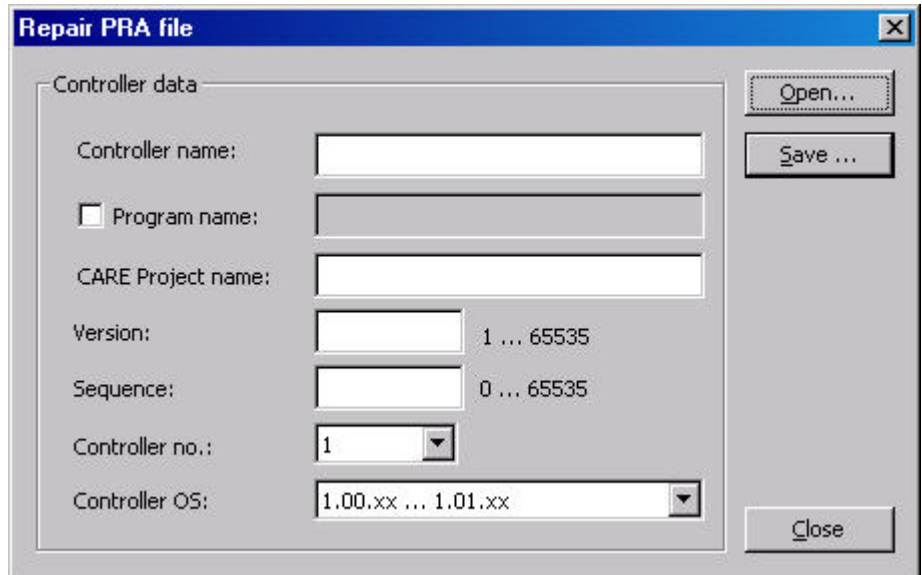 Repair PRA file
Controller data
Open...
Controller name:
Save ...
Program name:
CARE Project name:
Version: 1 ... 65535
Sequence: 0 ... 65535
Controller no.: 1
Controller OS: 1.00.xx ... 1.01.xx
Close